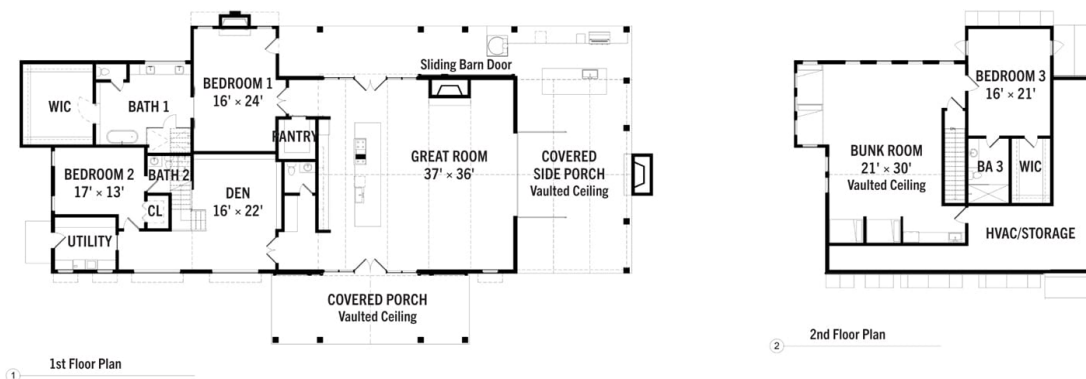 Sliding Barn Door
BEDROOM 1
16' × 24'
WIC
BATH 1
PANTRY
GREAT ROOM
37' × 36'
COVERED
SIDE PORCH
Vaulted Ceiling
BEDROOM 2
17' × 13'
BATH 2
CL
DEN
16' × 22'
UTILITY
COVERED PORCH
Vaulted Ceiling
1st Floor Plan
1
BEDROOM 3
16' × 21'
BUNK ROOM
21' × 30'
Vaulted Ceiling
BA 3
WIC
HVAC/STORAGE
2nd Floor Plan
2